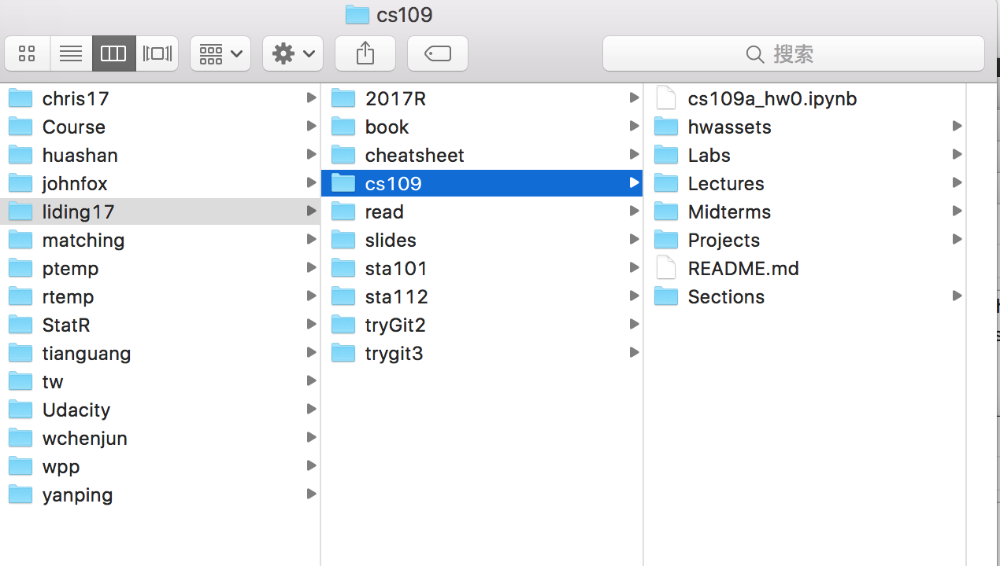 cs109
搜索
chris17
Course
huashan
johnfox
liding17
matching
ptemp
rtemp
StatR
tianguang
tw
Udacity
wchenjun
wpp
yanping
2017R
book
cheatsheet
cs109
read
slides
sta101
sta112
tryGit2
trygit3
cs109a_hw0.ipynb
hwassets
Labs
Lectures
Midterms
Projects
README.md
Sections